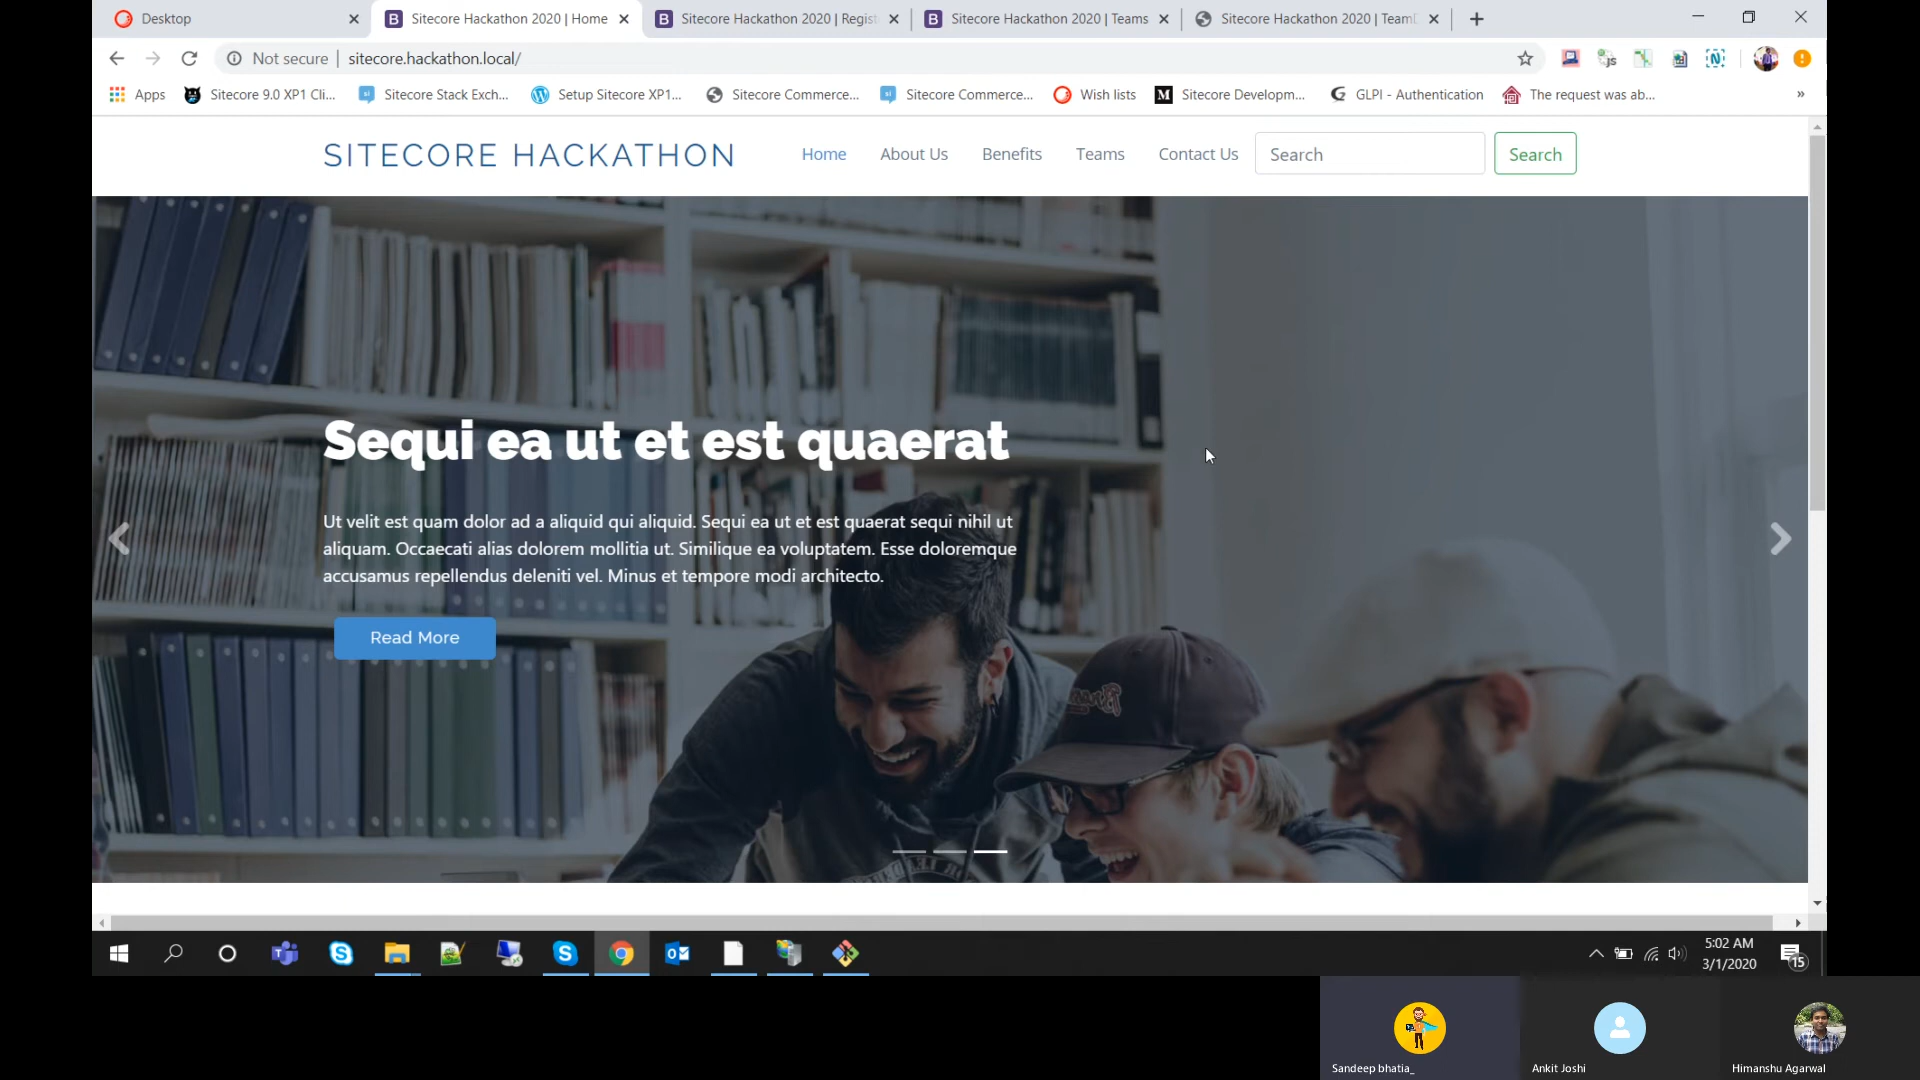 Desktop
Sitecore Hackathon 2020 | Home
Sitecore Hackathon 2020 | Regist
Sitecore Hackathon 2020 | Teams
Sitecore Hackathon 2020 | TeamD
Not secure | sitecore.hackathon.local/
Apps
Sitecore 9.0 XP1 Cli...
Sitecore Stack Exch...
Setup Sitecore XP1...
Sitecore Commerce...
Sitecore Commerce...
Wish lists
Sitecore Developm...
GLPI - Authentication
The request was ab...
SITECORE HACKATHON
Home
About Us
Benefits
Teams
Contact Us
Search
Search
Sequi ea ut et est quaerat
Ut velit est quam dolor ad a aliquid qui aliquid. Sequi ea ut et est quaerat sequi nihil ut
aliquam. Occaecati alias dolorem mollitia ut. Similique ea voluptatem. Esse doloremque
accusamus repellendus deleniti vel. Minus et tempore modi architecto.
Read More
5:02 AM
3/1/2020
15
Sandeep bhatia_
Ankit Joshi
Himanshu Agarwal